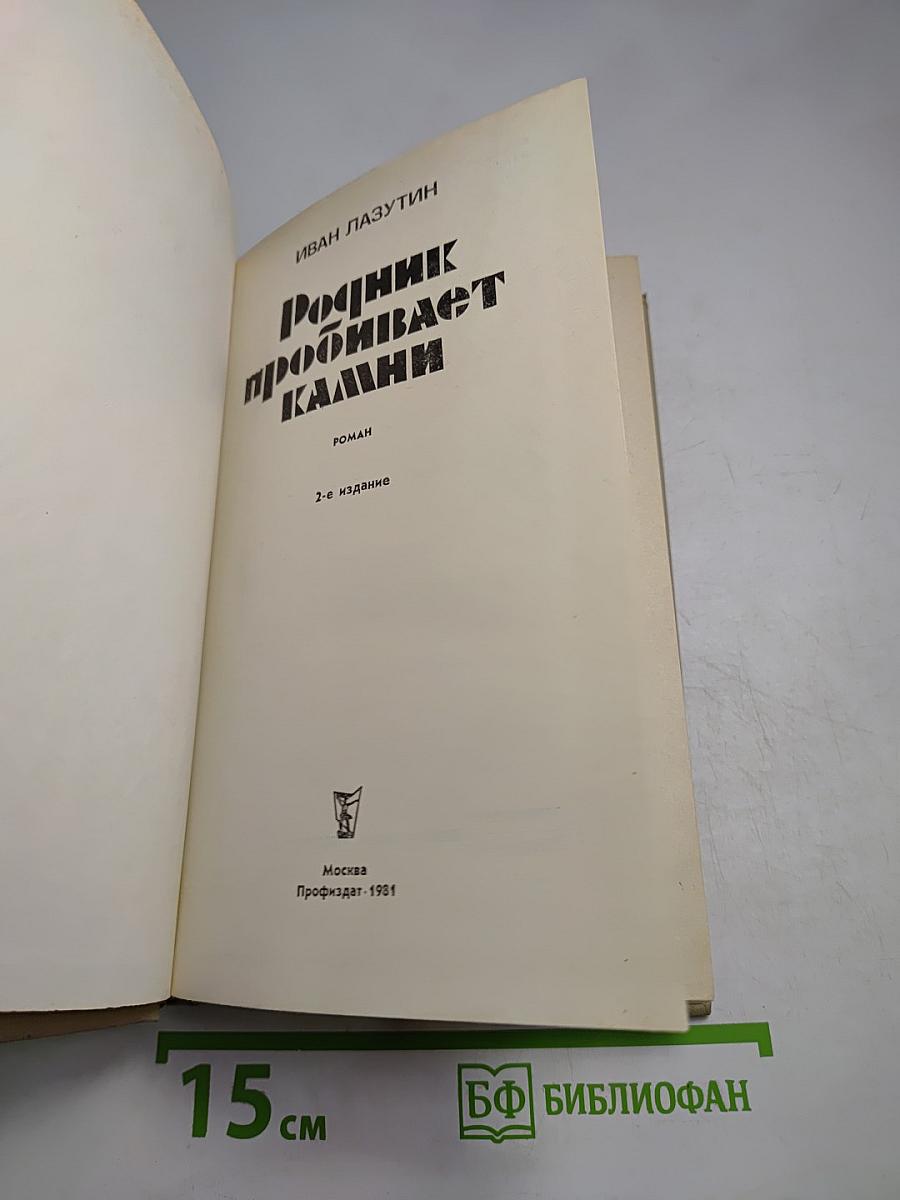 ИВАН ЛАЗУТИН
Родник
пробивает
камни
РОМАН
2-е издание
Москва
Профиздат · 1981
15 см
БФ БИБЛИОФАН